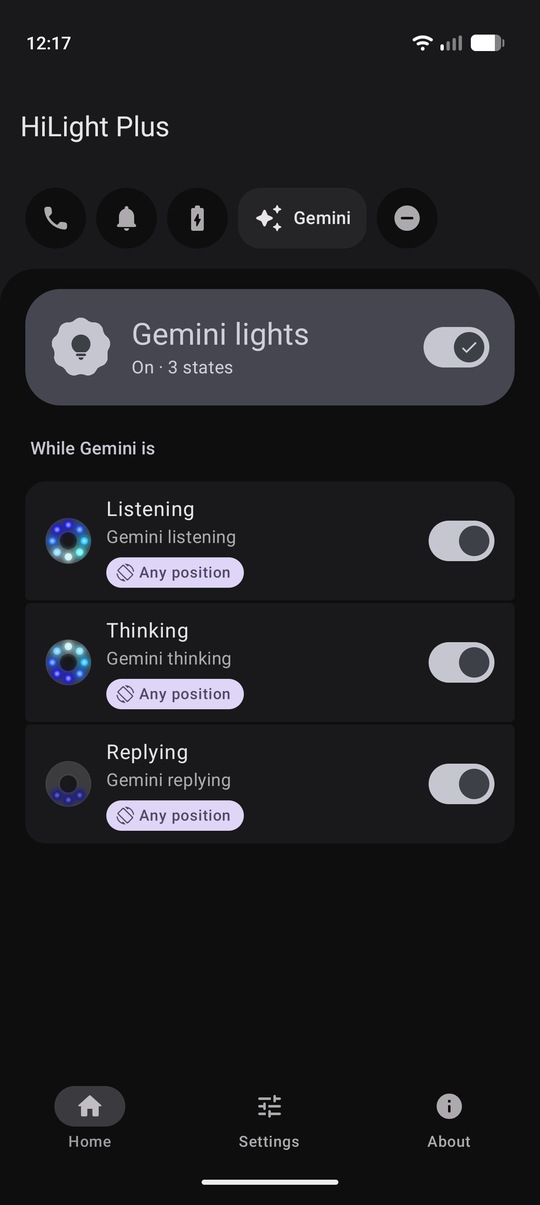 12:17
HiLight Plus
Gemini
Gemini lights
On · 3 states
While Gemini is
Listening
Gemini listening
Any position
Thinking
Gemini thinking
Any position
Replying
Gemini replying
Any position
Home
Settings
About